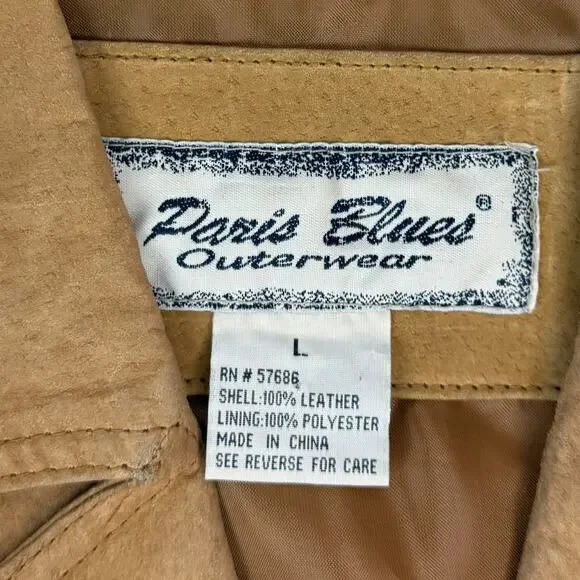 Paris Blues®
Outerwear
L
RN # 57686
SHELL:100% LEATHER
LINING:100% POLYESTER
MADE IN CHINA
SEE REVERSE FOR CARE